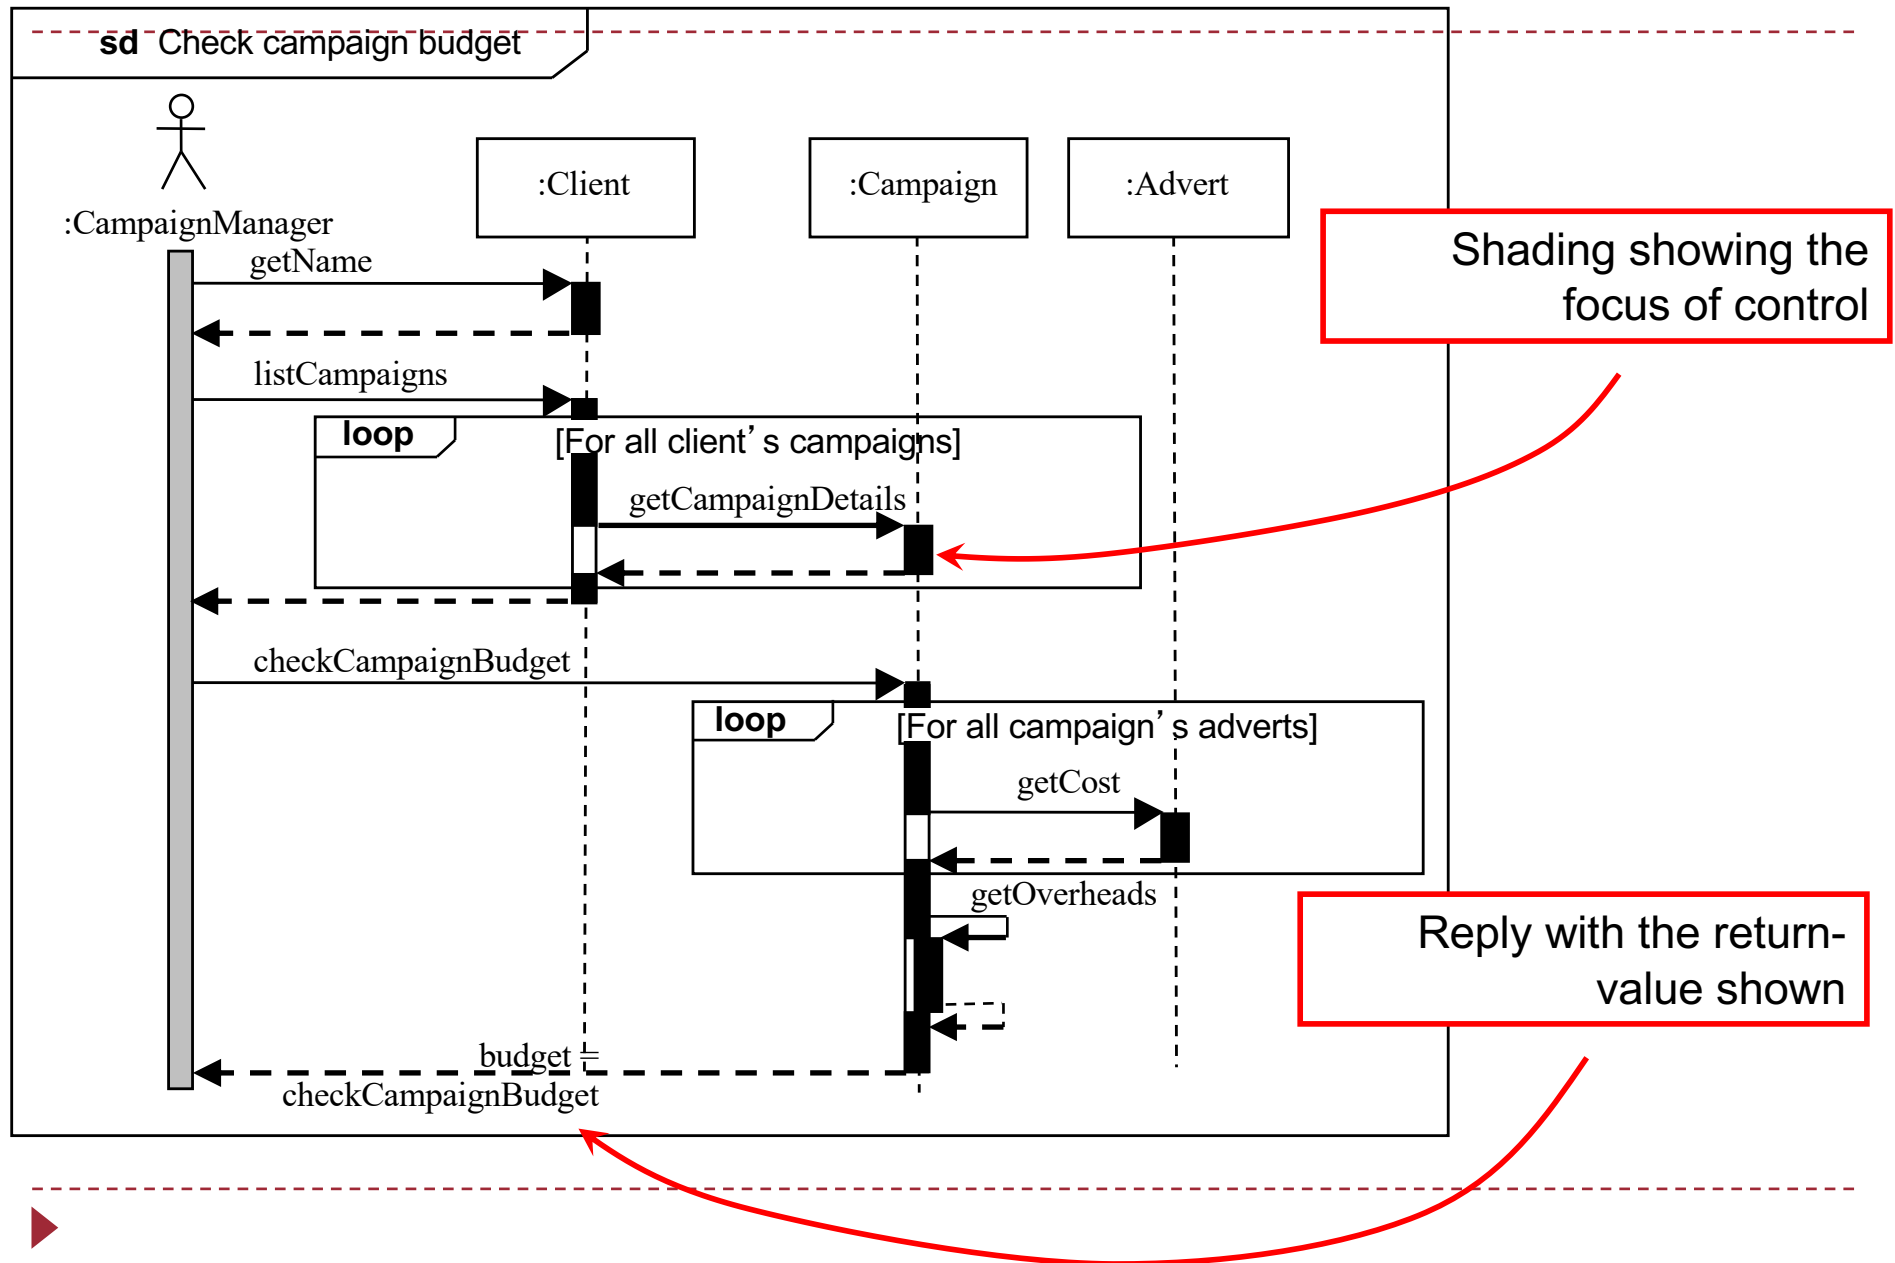 sd Check campaign budget
:Client
:Campaign
:Advert
:CampaignManager
getName
Shading showing the
focus of control
listCampaigns
loop
[For all client’s campaigns]
getCampaignDetails
checkCampaignBudget
loop
[For all campaign’s adverts]
getCost
getOverheads
Reply with the return-
value shown
budget =
checkCampaignBudget